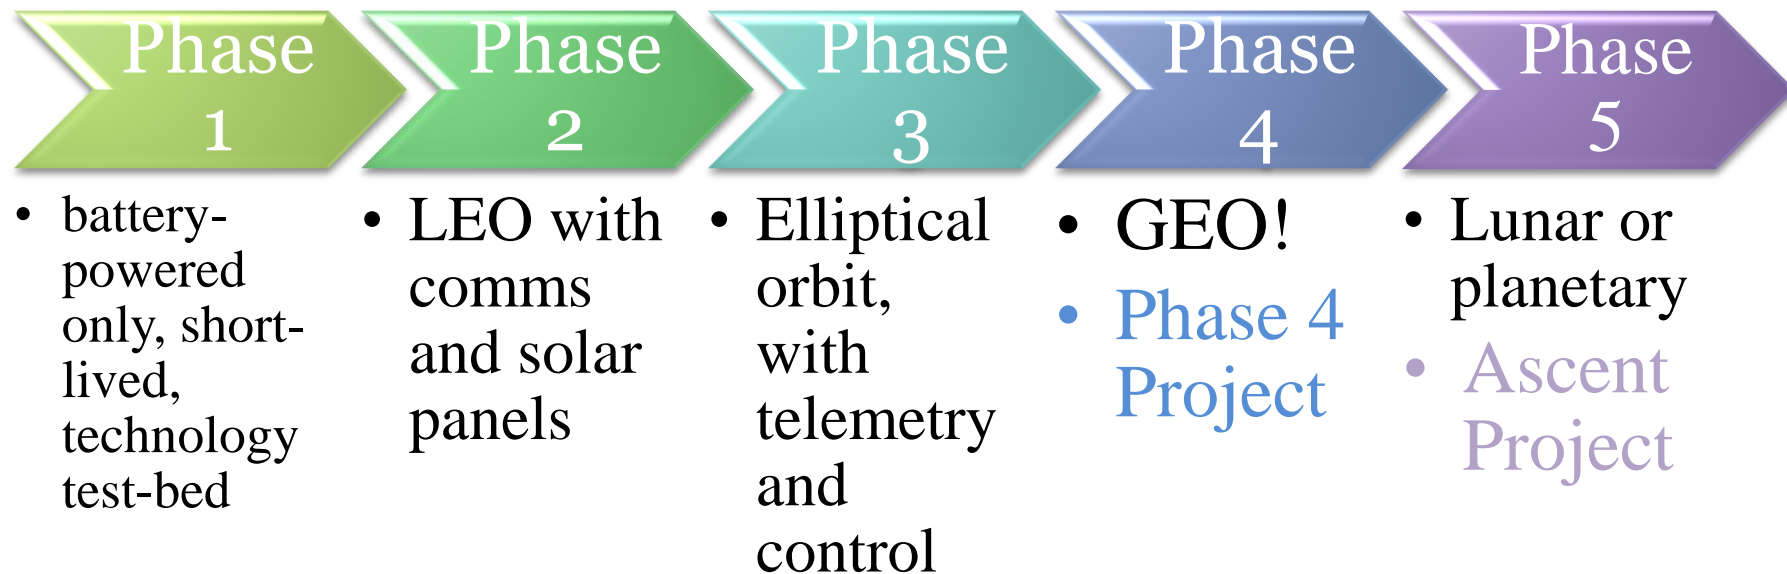 Phase
1
• battery-
powered
only, short-
lived,
technology
test-bed
Phase
2
• LEO with
comms
and solar
panels
Phase
3
• Elliptical
orbit,
with
telemetry
and
control
Phase
4
• GEO!
• Phase 4
Project
Phase
5
• Lunar or
planetary
• Ascent
Project